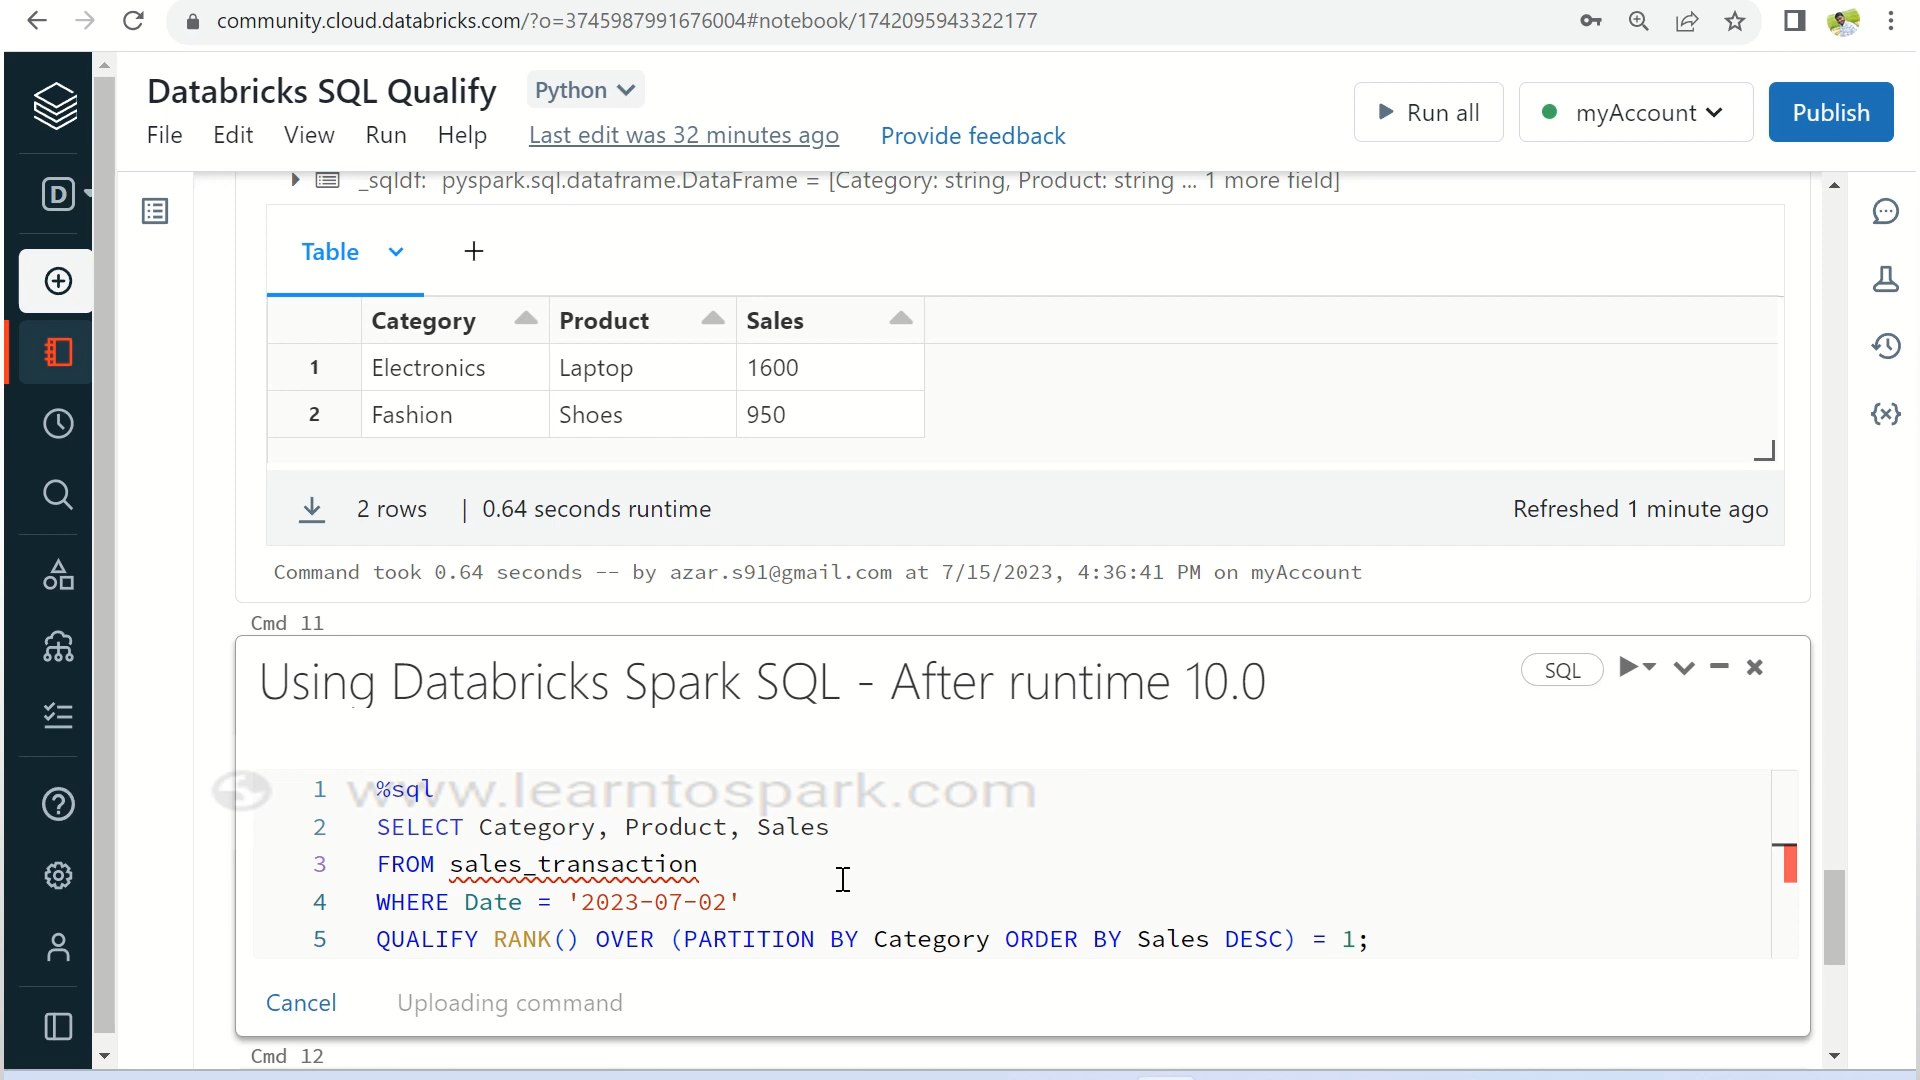 community.cloud.databricks.com/?o=3745987991676004#notebook/1742095943322177
Databricks SQL Qualify Python
File Edit View Run Help Last edit was 32 minutes ago Provide feedback
Run all myAccount Publish
D
_sqldf: pyspark.sql.dataframe.DataFrame = [Category: string, Product: string ... 1 more field]
Table +
Category Product Sales
1 Electronics Laptop 1600
2 Fashion Shoes 950
2 rows | 0.64 seconds runtime Refreshed 1 minute ago
Command took 0.64 seconds -- by azar.s91@gmail.com at 7/15/2023, 4:36:41 PM on myAccount
Cmd 11
Using Databricks Spark SQL - After runtime 10.0 SQL
www.learntospark.com
1 %sql
2 SELECT Category, Product, Sales
3 FROM sales_transaction
4 WHERE Date = '2023-07-02'
5 QUALIFY RANK() OVER (PARTITION BY Category ORDER BY Sales DESC) = 1;
Cancel Uploading command
Cmd 12